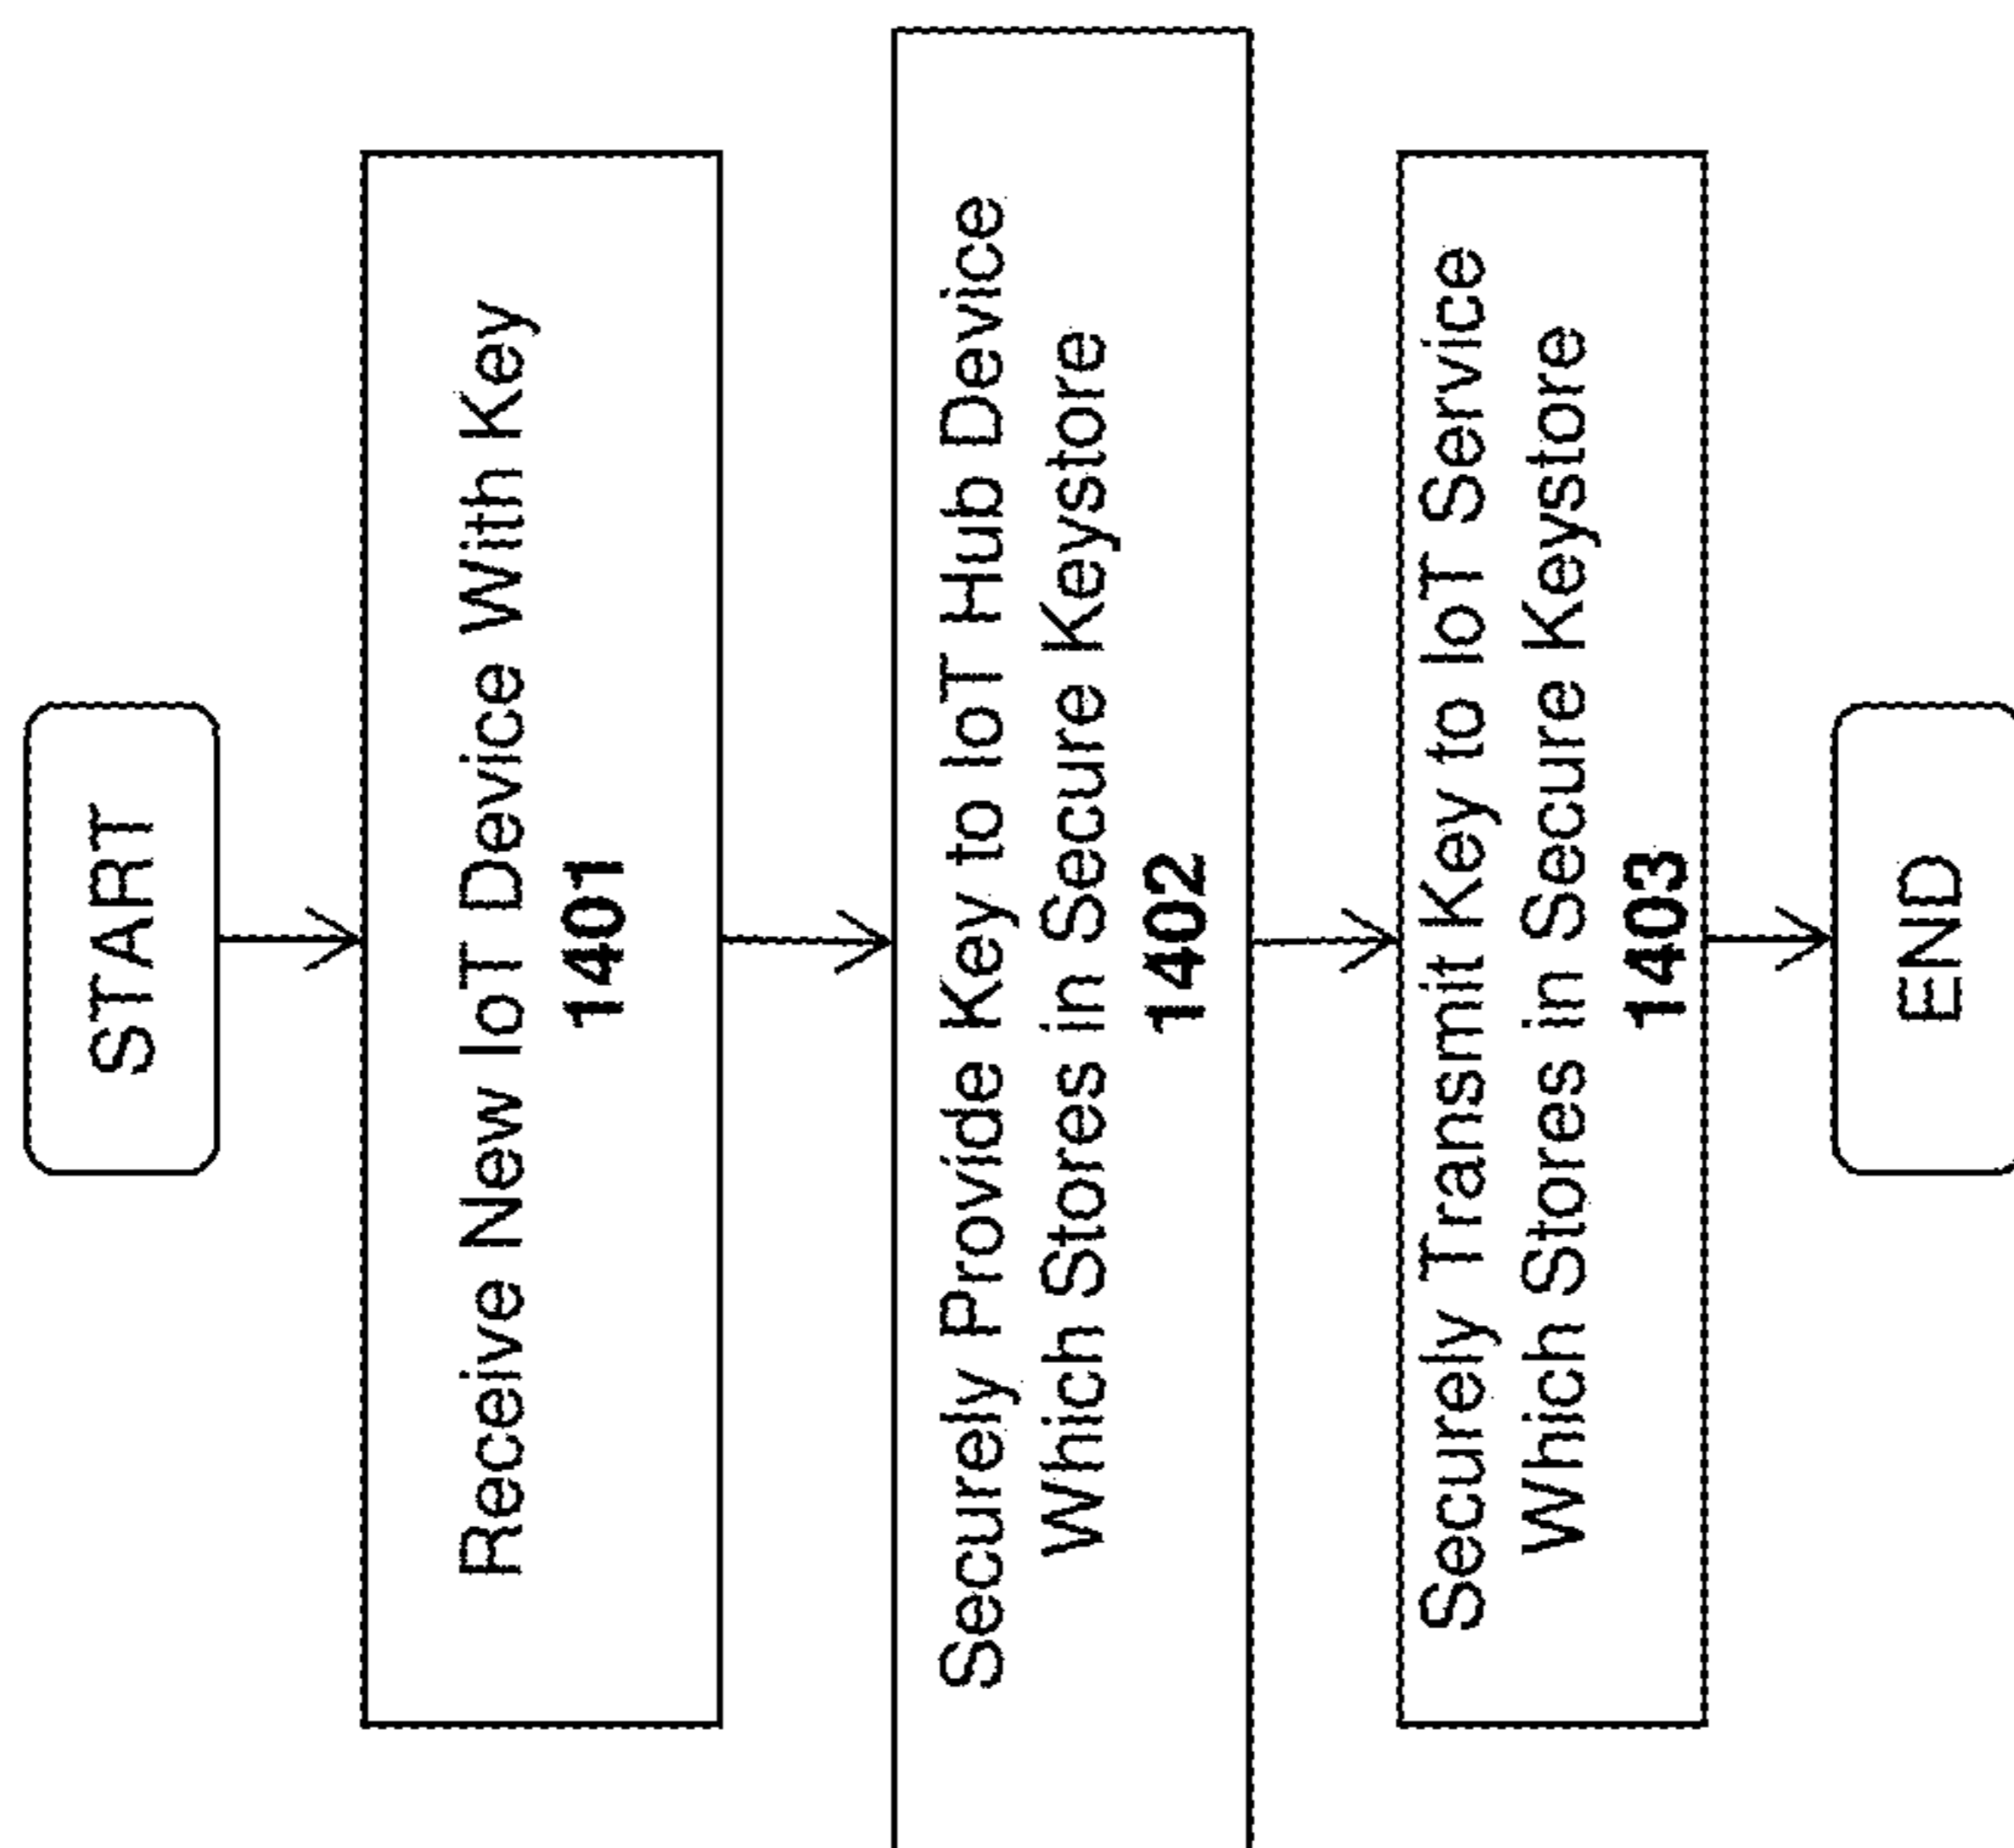 START
Receive New IoT Device With Key
1401
Securely Provide Key to IoT Hub Device
Which Stores in Secure Keystore
1402
Securely Transmit Key to IoT Service
Which Stores in Secure Keystore
1403
END